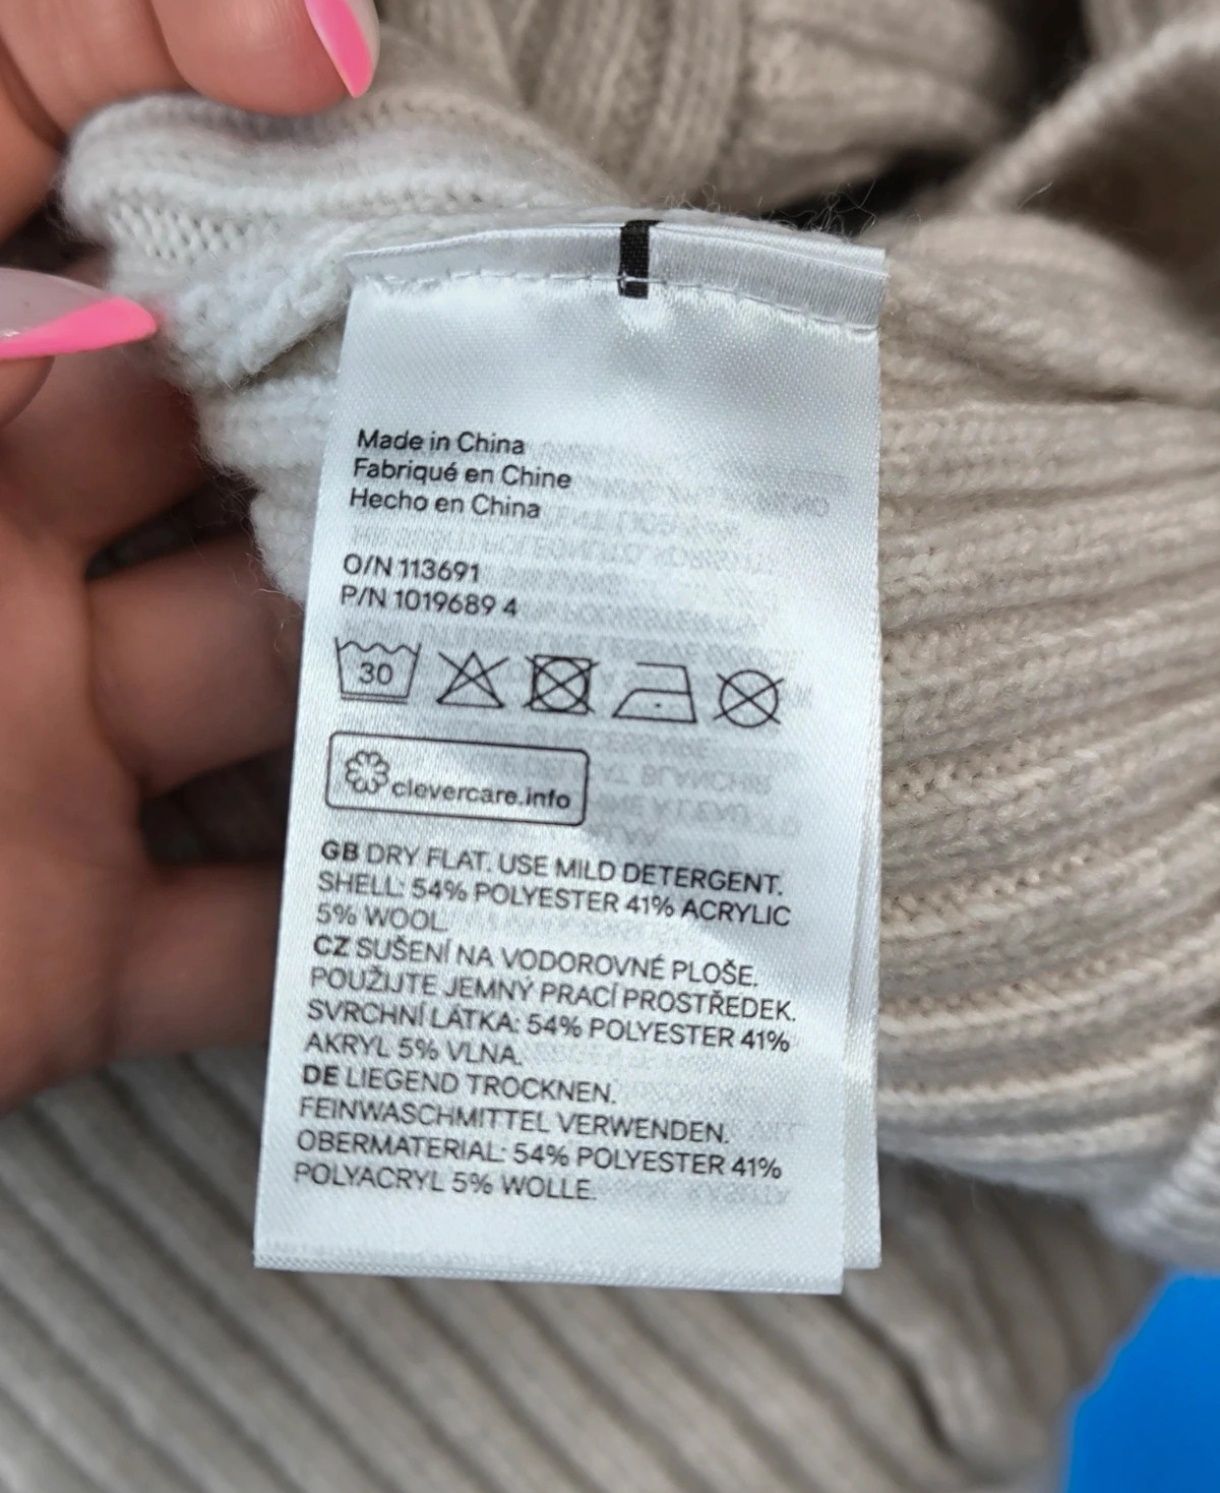 Made in China
Fabriqué en Chine
Hecho en China
O/N 113691
P/N 1019689 4
30
clevercare.info
GB DRY FLAT. USE MILD DETERGENT.
SHELL: 54% POLYESTER 41% ACRYLIC
5% WOOL.
CZ SUŠENÍ NA VODOROVNÉ PLOŠE.
POUŽIJTE JEMNÝ PRACÍ PROSTŘEDEK.
SVRCHNÍ LÁTKA: 54% POLYESTER 41%
AKRYL 5% VLNA.
DE LIEGEND TROCKNEN.
FEINWASCHMITTEL VERWENDEN.
OBERMATERIAL: 54% POLYESTER 41%
POLYACRYL 5% WOLLE.